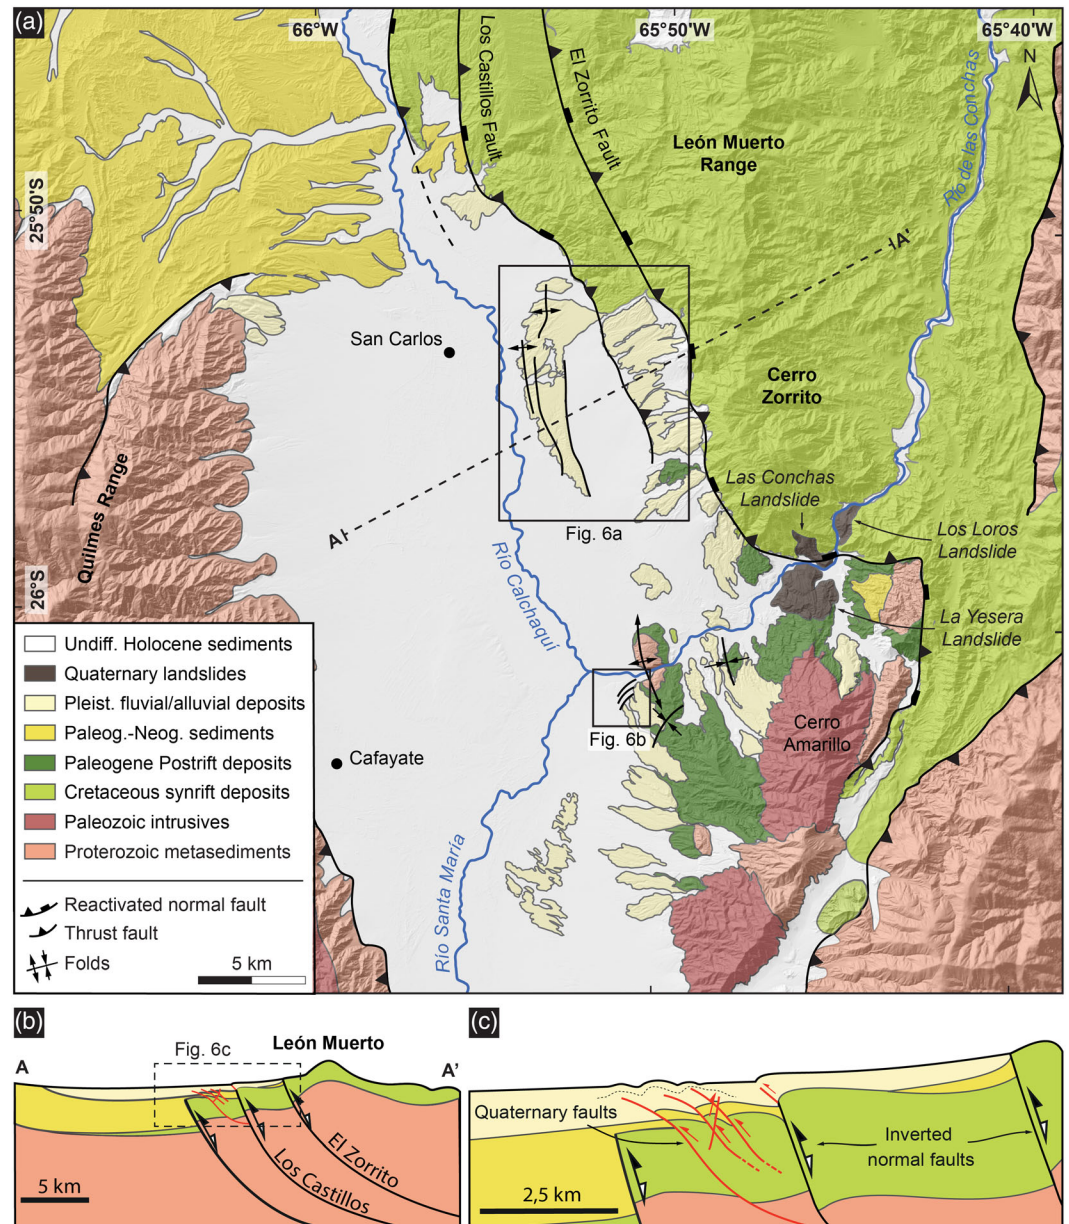 (a)
66°W
65°50'W
65°40'W
N
25°50'S
26°S
Los Castillos Fault
El Zorrito Fault
León Muerto
Range
Río de las Conchas
A'
San Carlos
Cerro
Zorrito
Quilmes Range
Las Conchas
Landslide
A
Fig. 6a
Los Loros
Landslide
Río Calchaquí
La Yesera
Landslide
Fig. 6b
Cerro
Amarillo
Cafayate
Río Santa María
Undiff. Holocene sediments
Quaternary landslides
Pleist. fluvial/alluvial deposits
Paleog.-Neog. sediments
Paleogene Postrift deposits
Cretaceous synrift deposits
Paleozoic intrusives
Proterozoic metasediments
Reactivated normal fault
Thrust fault
Folds
5 km
(b)
Fig. 6c
León Muerto
A
A'
El Zorrito
Los Castillos
5 km
(c)
Quaternary faults
Inverted
normal faults
2,5 km